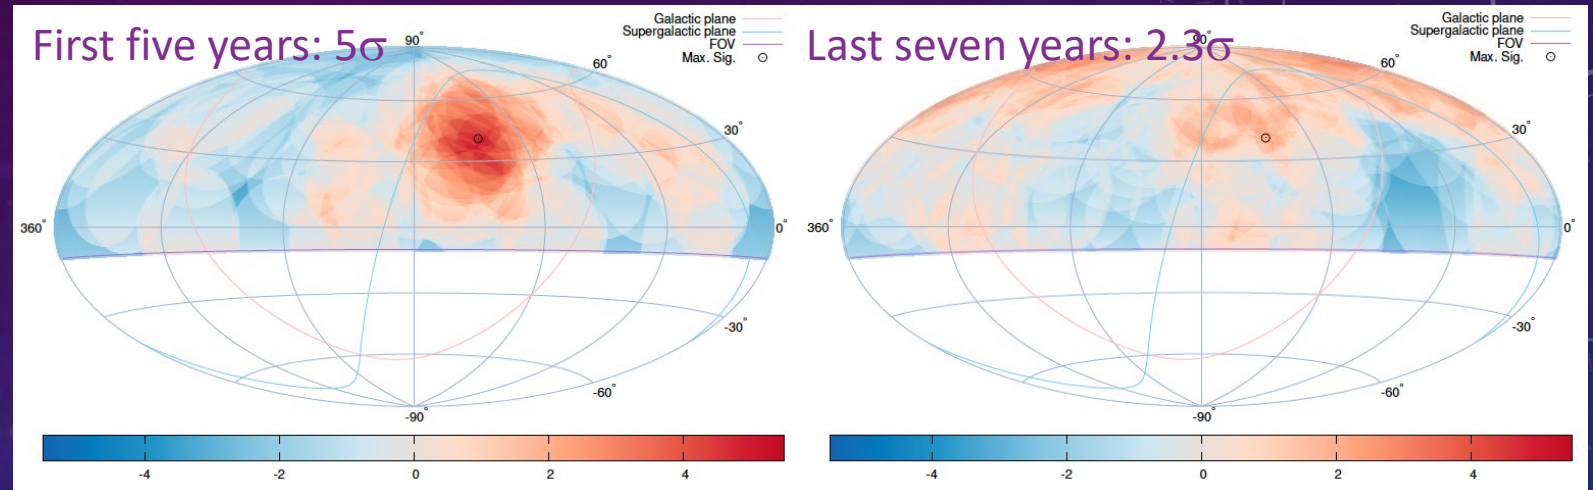 First five years: 5σ
Galactic plane
Supergalactic plane
FOV
Max. Sig.
90°
60°
30°
360°
0°
-30°
-60°
-90°
-4 -2 0 2 4
Last seven years: 2.3σ
Galactic plane
Supergalactic plane
FOV
Max. Sig.
90°
60°
30°
360°
0°
-30°
-60°
-90°
-4 -2 0 2 4